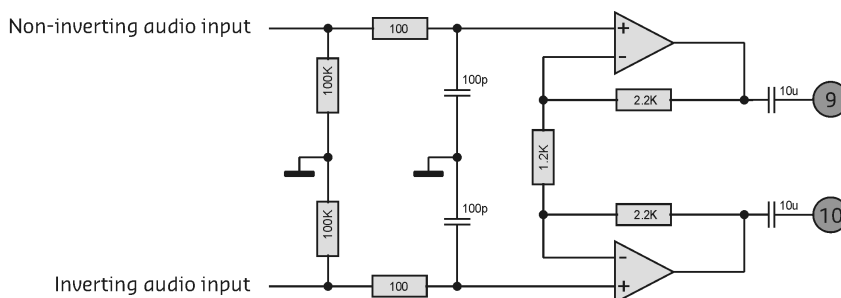 Non-inverting audio input
100
+
-
100K
100p
2.2K
10u
9
1.2K
100K
100p
2.2K
10u
10
Inverting audio input
100
-
+